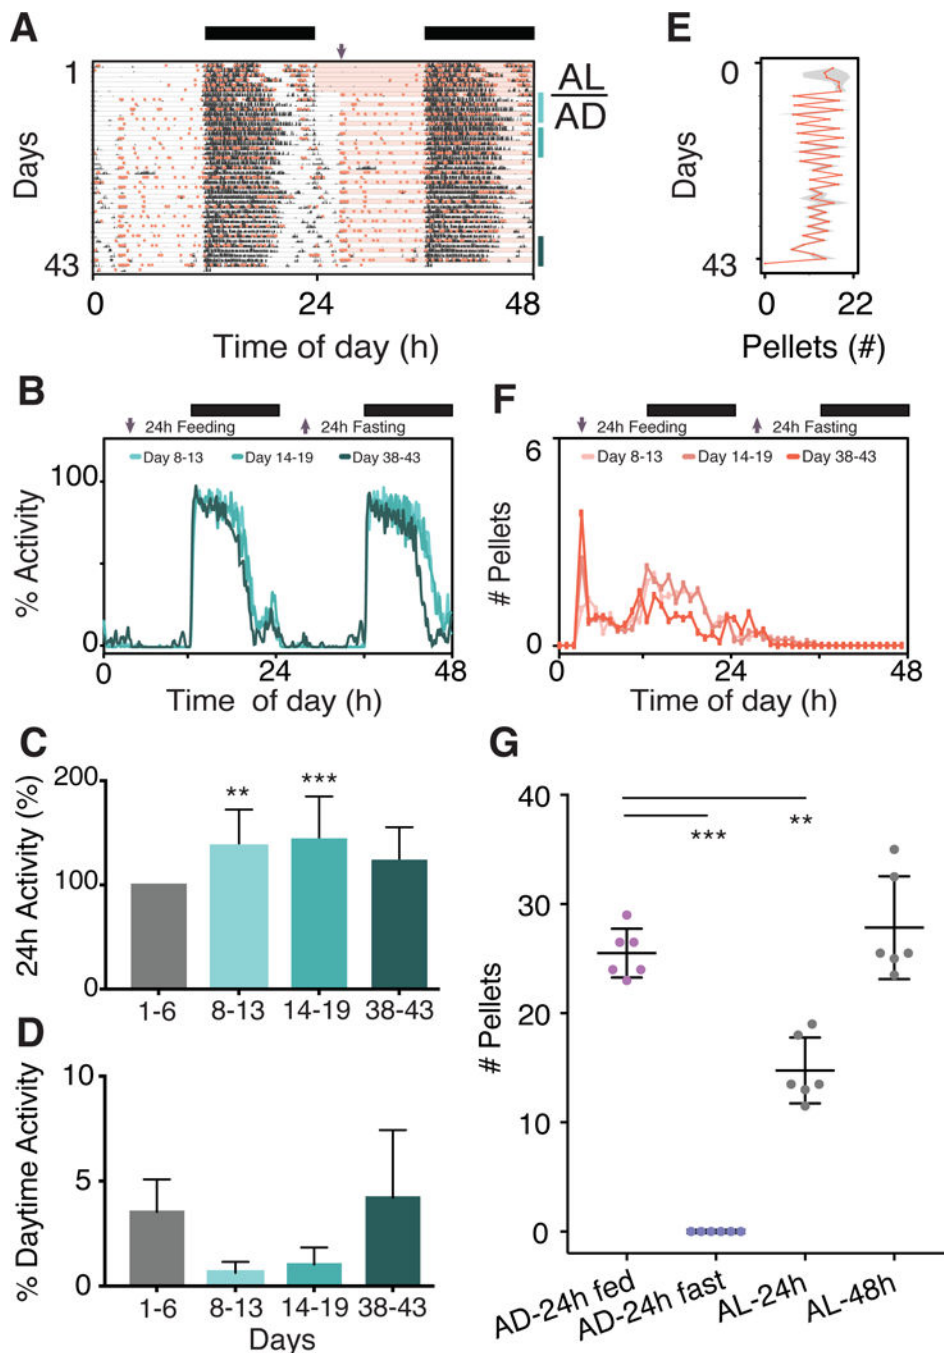 A
1
AL
AD
Days
43
0
24
48
Time of day (h)
E
0
Days
43
0
22
Pellets (#)
B
24h Feeding
24h Fasting
Day 8-13
Day 14-19
Day 38-43
100
% Activity
0
0
24
48
Time of day (h)
F
24h Feeding
24h Fasting
6
Day 8-13
Day 14-19
Day 38-43
# Pellets
0
0
24
48
Time of day (h)
C
200
**
***
24h Activity (%)
100
0
1-6
8-13
14-19
38-43
D
10
% Daytime Activity
5
0
1-6
8-13
14-19
38-43
Days
G
40
**
***
30
# Pellets
20
10
0
AD-24h fed
AD-24h fast
AL-24h
AL-48h